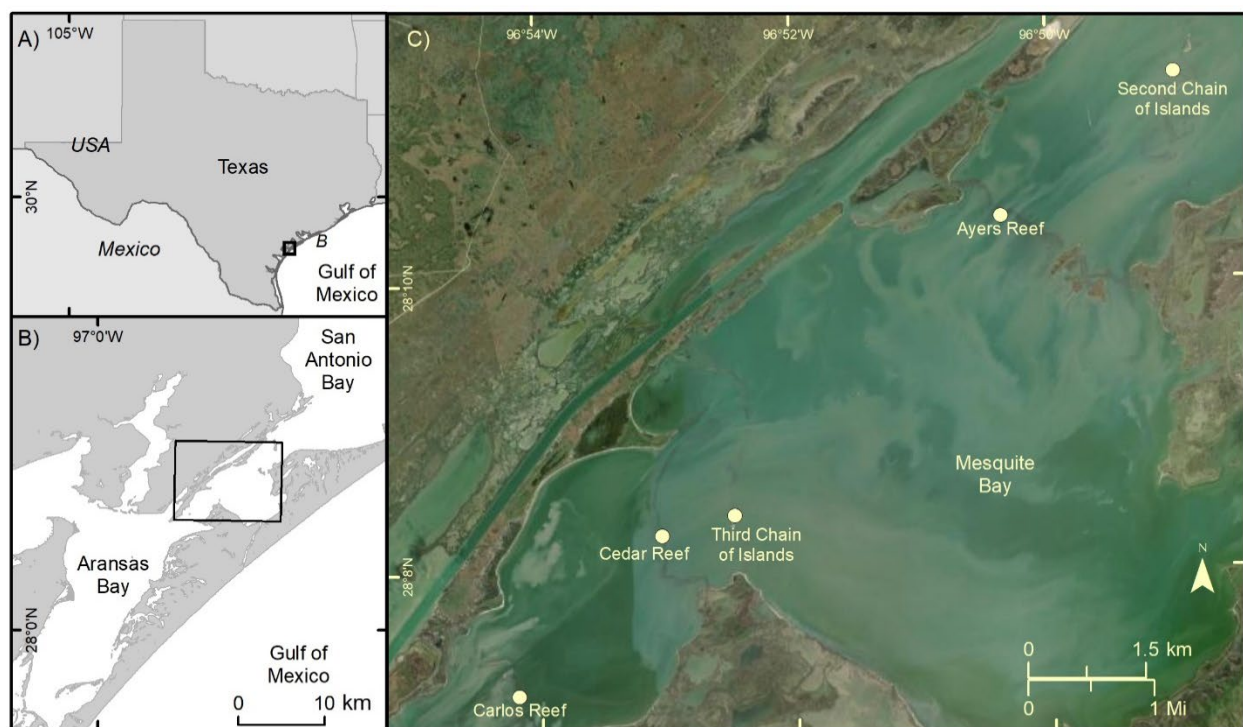 A)
105°W
USA
Texas
30°N
Mexico
B
Gulf of
Mexico
B)
97°0'W
San
Antonio
Bay
Aransas
Bay
28°0'N
Gulf of
Mexico
0 10 km
C)
96°54'W
96°52'W
96°50'W
Second Chain
of Islands
Ayers Reef
28°10'N
Mesquite
Bay
Cedar Reef
Third Chain
of Islands
28°8'N
N
0 1.5 km
0 1 Mi
Carlos Reef